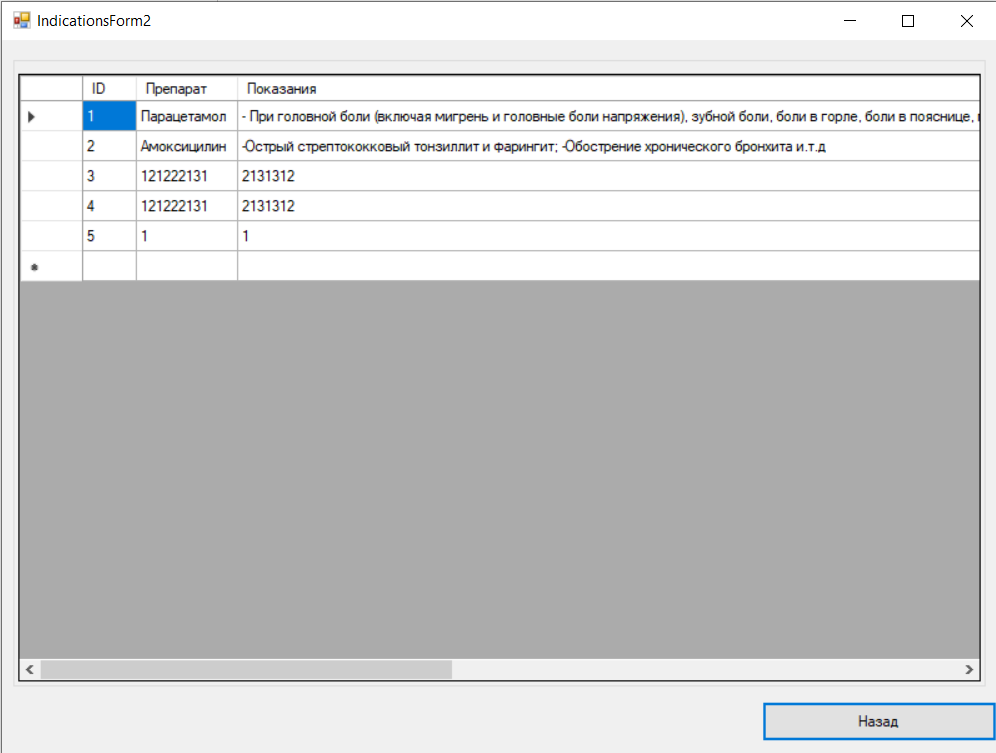 IndicationsForm2
ID Препарат Показания
1 Парацетамол - При головной боли (включая мигрень и головные боли напряжения), зубной боли, боли в горле, боли в пояснице,
2 Амоксицилин -Острый стрептококковый тонзиллит и фарингит; -Обострение хронического бронхита и.т.д
3 121222131 2131312
4 121222131 2131312
5 1 1
Назад